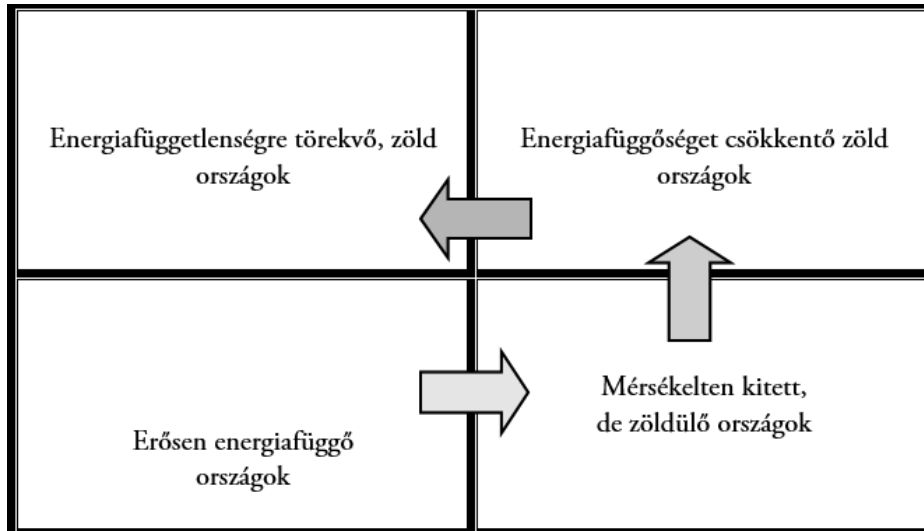 Energiafüggetlenségre törekvő, zöld
országok
Energiafüggőséget csökkentő zöld
országok
Erősen energiafüggő
országok
Mérsékelten kitett,
de zöldülő országok